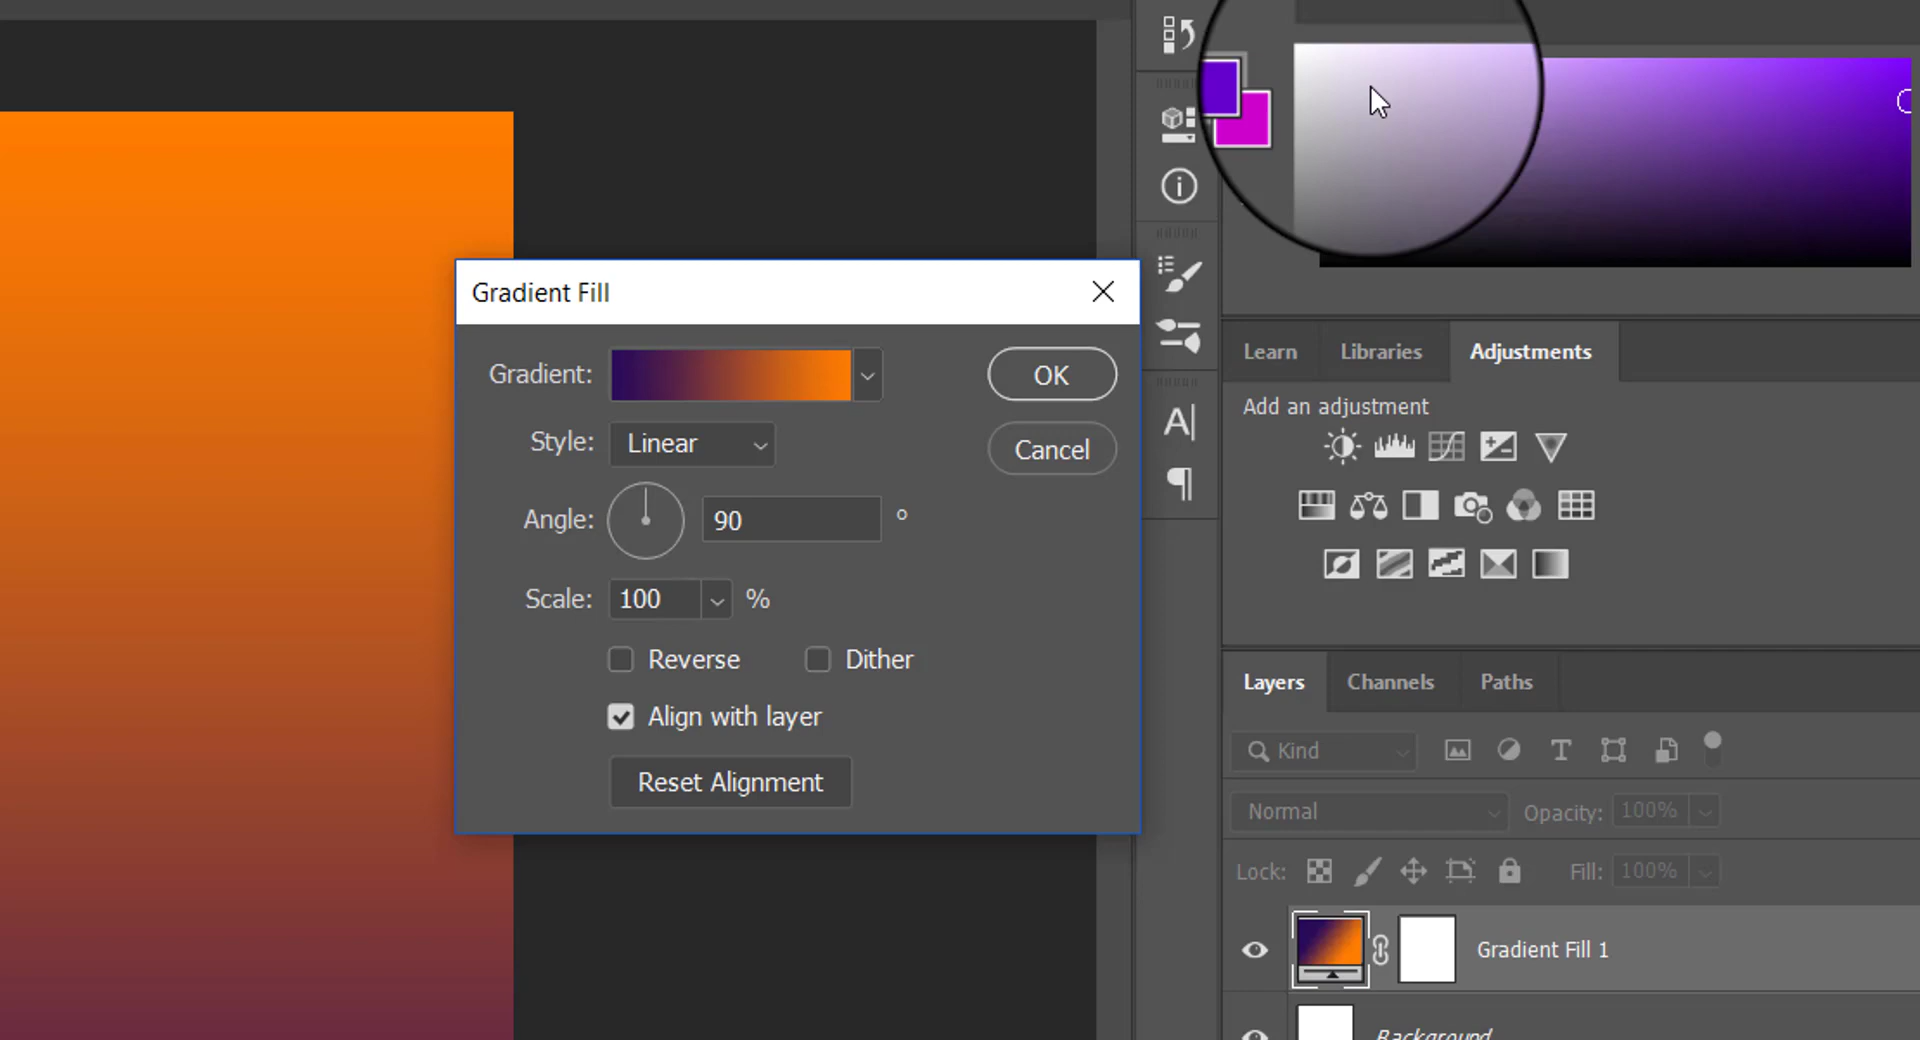 Gradient Fill
Gradient:
OK
Style: Linear
Cancel
Angle: 90 °
Scale: 100 %
Reverse Dither
Align with layer
Reset Alignment
A|
¶
Learn Libraries Adjustments
Add an adjustment
Layers Channels Paths
Kind
T
Normal Opacity: 100%
Lock: Fill: 100%
Gradient Fill 1
Background